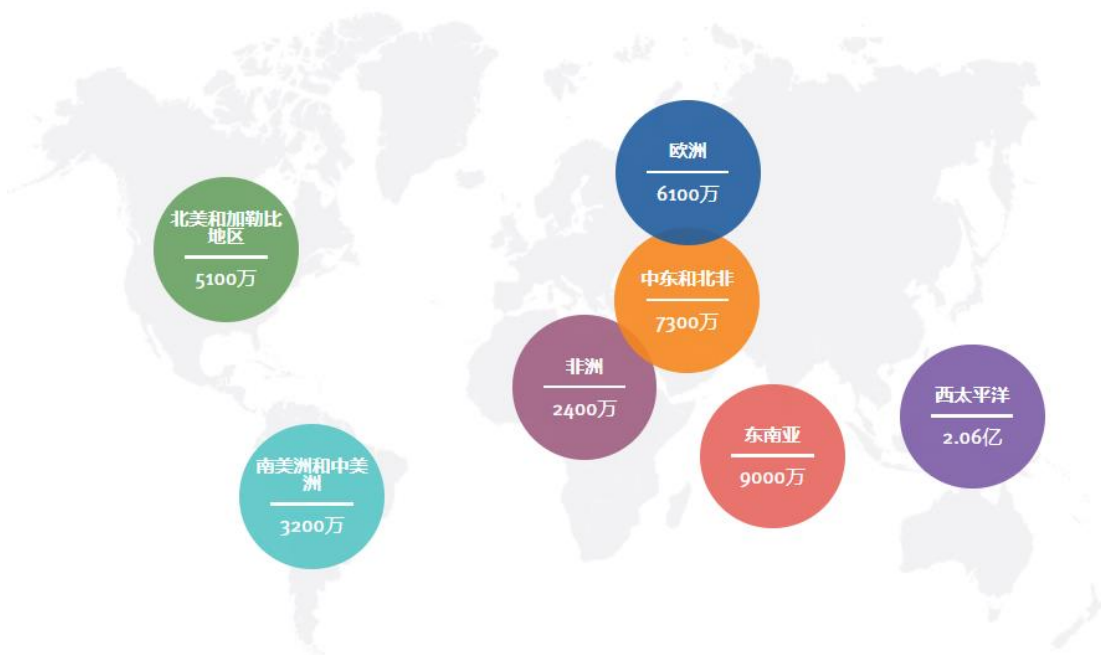 欧洲
6100万
北美和加勒比
地区
5100万
中东和北非
7300万
非洲
2400万
西太平洋
2.06亿
东南亚
9000万
南美洲和中美
洲
3200万